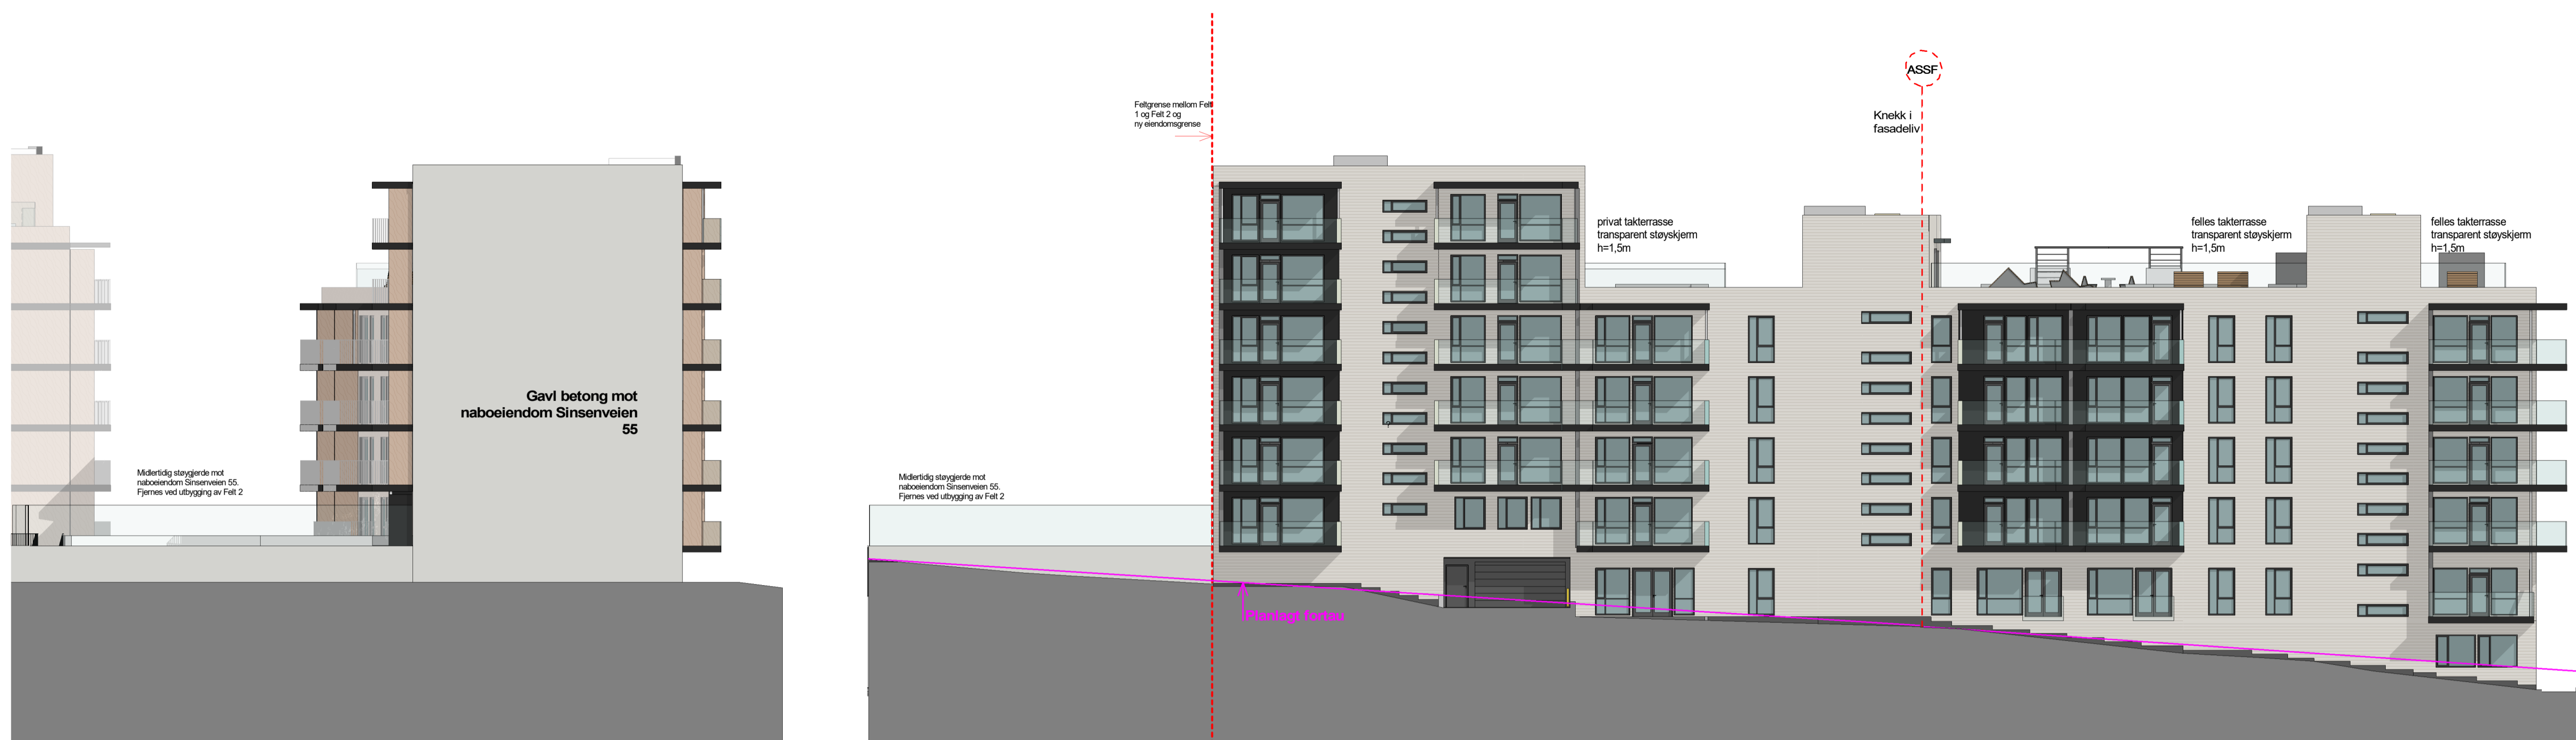 ASSF
Feltgrense mellom Felt
1 og Felt 2 og
ny eiendomsgrense
Knekk i
fasadeliv
privat takterrasse
transparent støyskjerm
h=1,5m
felles takterrasse
transparent støyskjerm
h=1,5m
felles takterrasse
transparent støyskjerm
h=1,5m
Gavl betong mot
naboeiendom Sinsenveien
55
?
Midlertidig støygjerde mot
naboeiendom Sinsenveien 55.
Fjernes ved utbygging av Felt 2
Midlertidig støygjerde mot
naboeiendom Sinsenveien 55.
Fjernes ved utbygging av Felt 2
Planlagt fortau